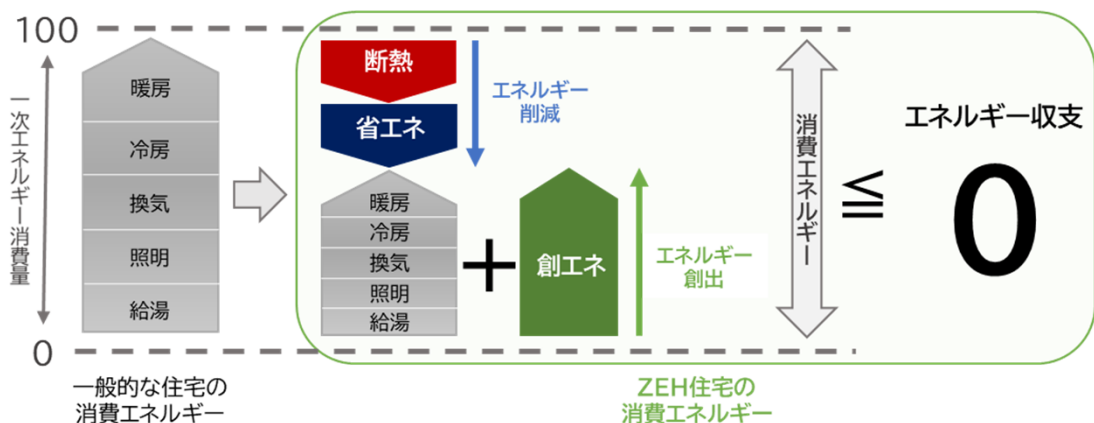 100
一次エネルギー消費量
0
暖房
冷房
換気
照明
給湯
一般的な住宅の
消費エネルギー
断熱
省エネ
エネルギー
削減
暖房
冷房
換気
照明
給湯
+
創エネ
エネルギー
創出
消費エネルギー
≦
エネルギー収支
0
ZEH住宅の
消費エネルギー